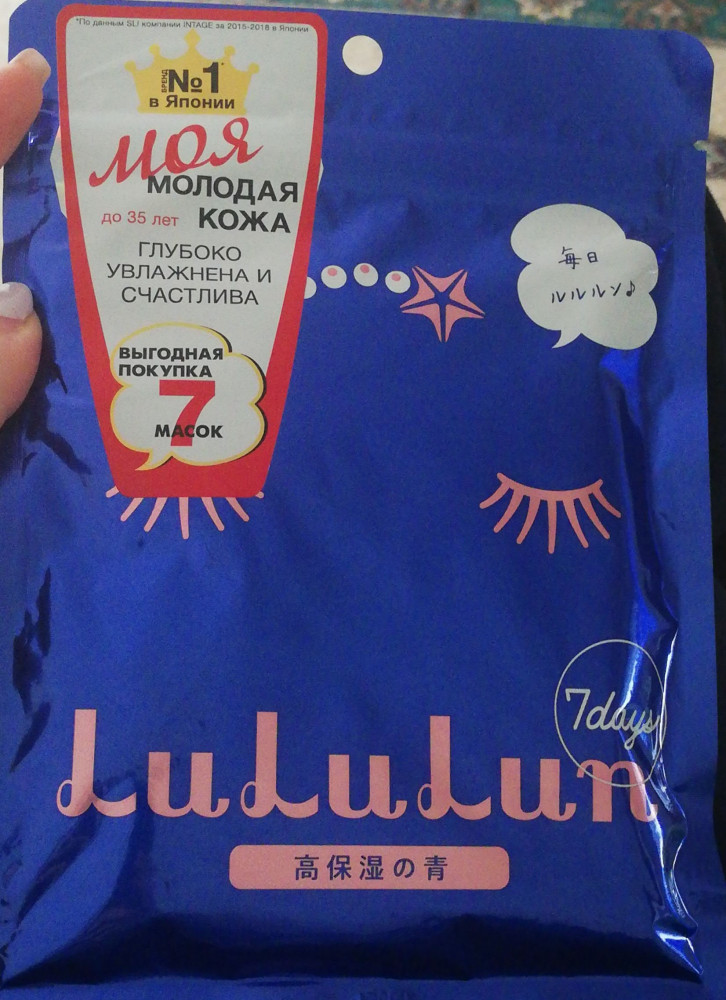 *По данным SLI компании INTAGE за 2015-2018 в Японии
БРЕНД №1*
в Японии
моя
МОЛОДАЯ
до 35 лет КОЖА
ГЛУБОКО
УВЛАЖНЕНА И
СЧАСТЛИВА
ВЫГОДНАЯ
ПОКУПКА
7
МАСОК
毎日
ルルルン♪
7days
LuLuLun
高保湿の青